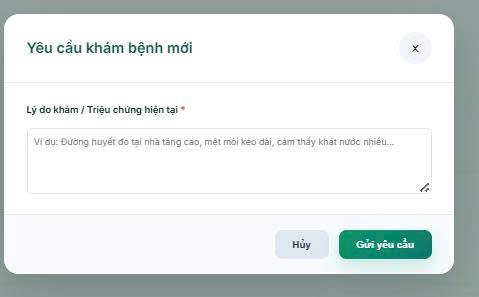 Yêu cầu khám bệnh mới
x
Lý do khám / Triệu chứng hiện tại *
Ví dụ: Đường huyết đo tại nhà tăng cao, mệt mỏi kéo dài, cảm thấy khát nước nhiều...
Hủy
Gửi yêu cầu